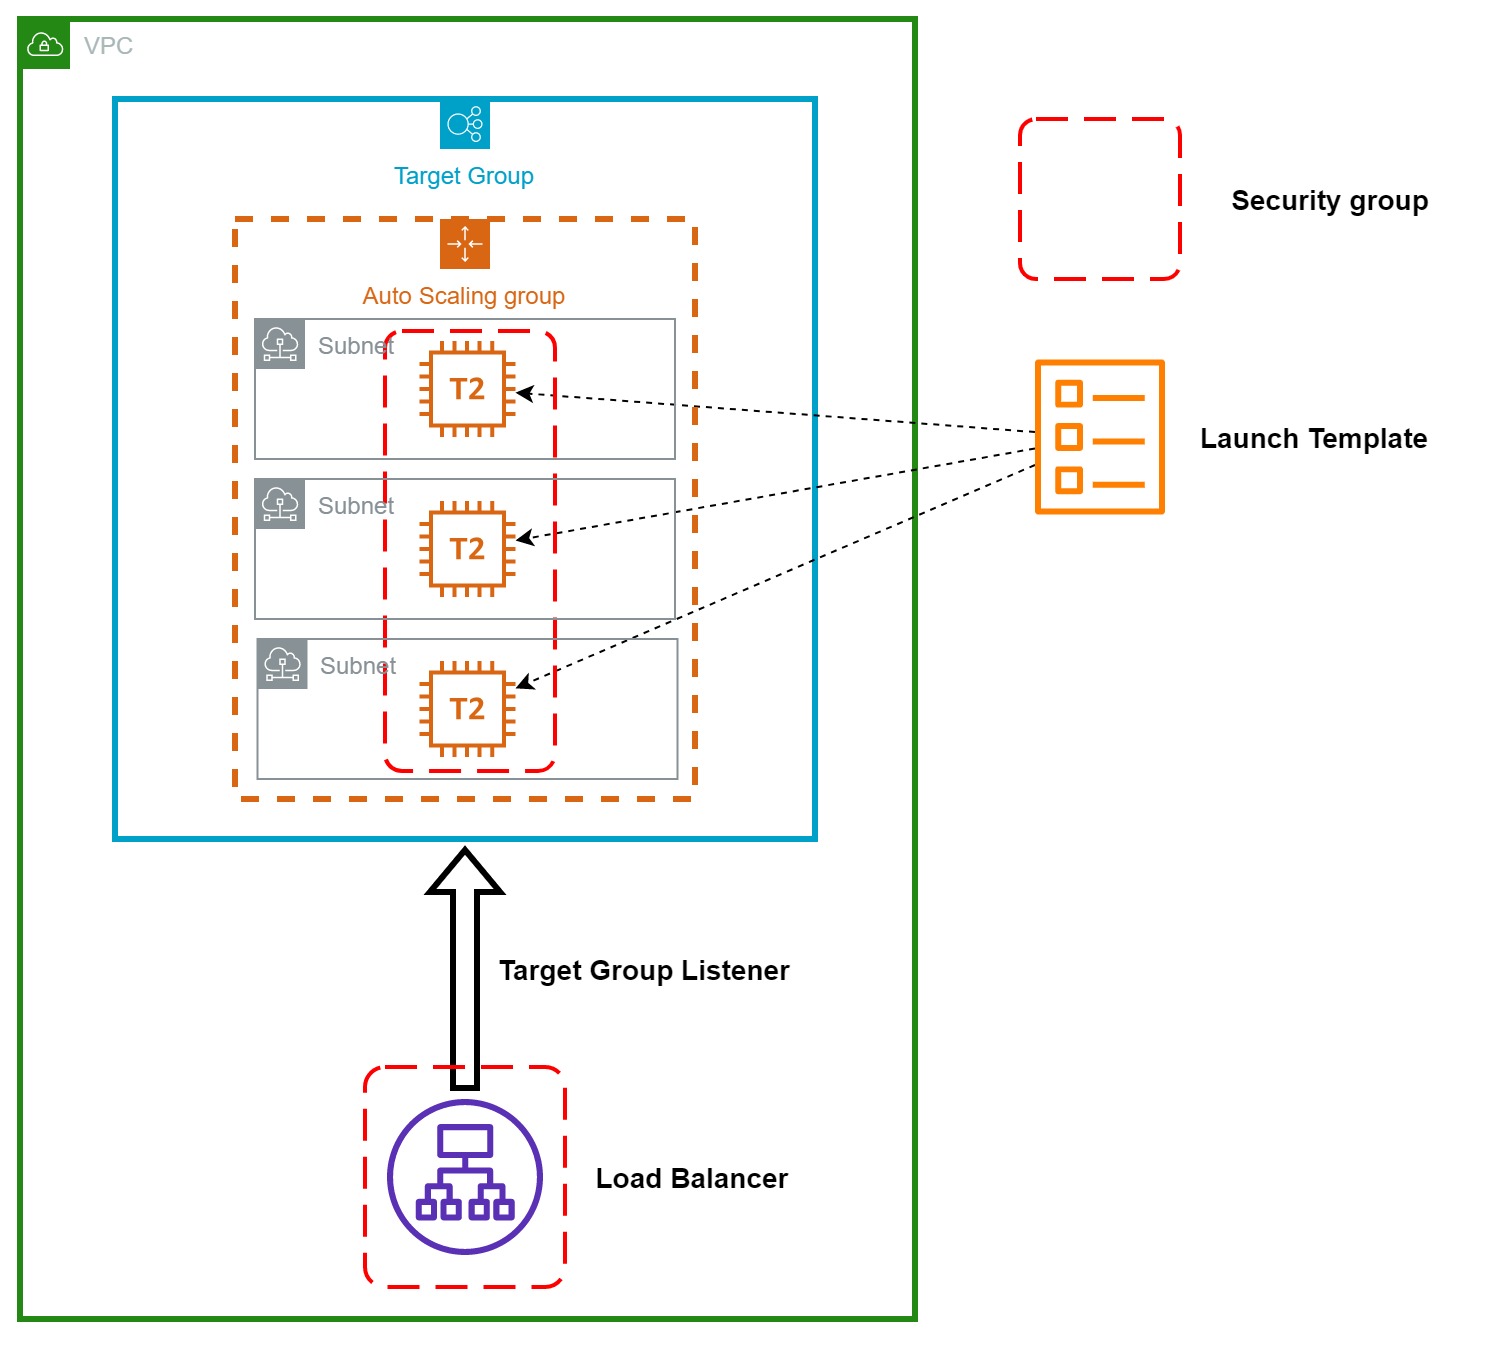 VPC
Target Group
Security group
Auto Scaling group
Subnet
T2
Launch Template
Subnet
T2
Subnet
T2
Target Group Listener
Load Balancer